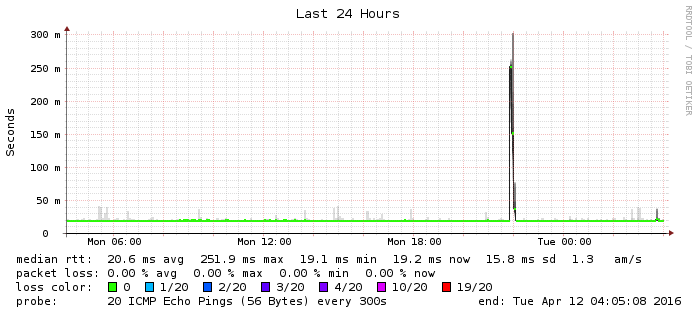 Last 24 Hours
RRDTOOL / TOBI OETIKER
Seconds
300 m
250 m
200 m
150 m
100 m
50 m
0
Mon 06:00 Mon 12:00 Mon 18:00 Tue 00:00
median rtt: 20.6 ms avg 251.9 ms max 19.1 ms min 19.2 ms now 15.8 ms sd 1.3 am/s
packet loss: 0.00 % avg 0.00 % max 0.00 % min 0.00 % now
loss color: 0 1/20 2/20 3/20 4/20 10/20 19/20
probe: 20 ICMP Echo Pings (56 Bytes) every 300s end: Tue Apr 12 04:05:08 2016